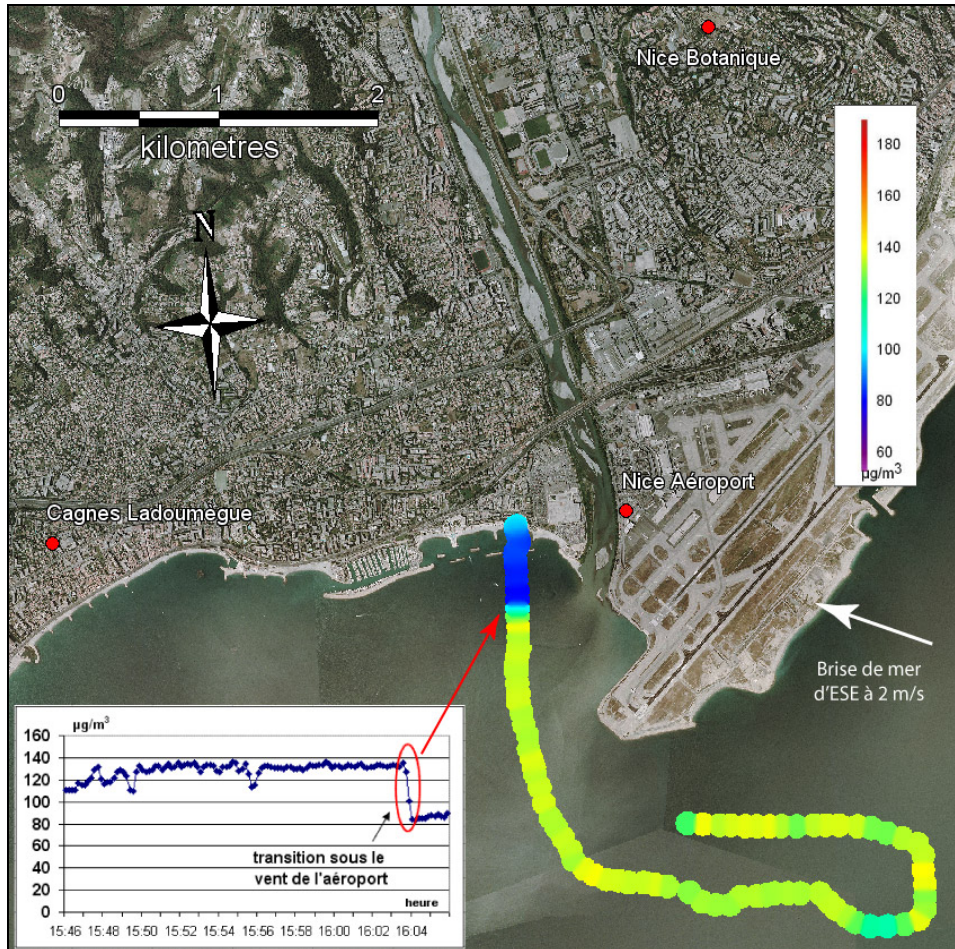 Nice Botanique
0 1 2
kilometres
N
180
160
140
120
100
80
60
µg/m³
Nice Aéroport
Cagnes Ladoumègue
Brise de mer
d'ESE à 2 m/s
µg/m³
160
140
120
100
80
60
40
20
0
transition sous le
vent de l'aéroport
heure
15:46 15:48 15:50 15:52 15:54 15:56 15:58 16:00 16:02 16:04